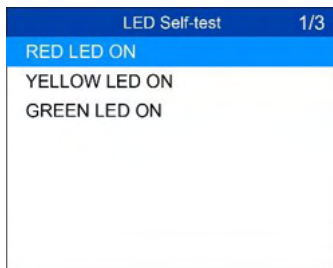 LED Self-test 1/3
RED LED ON
YELLOW LED ON
GREEN LED ON